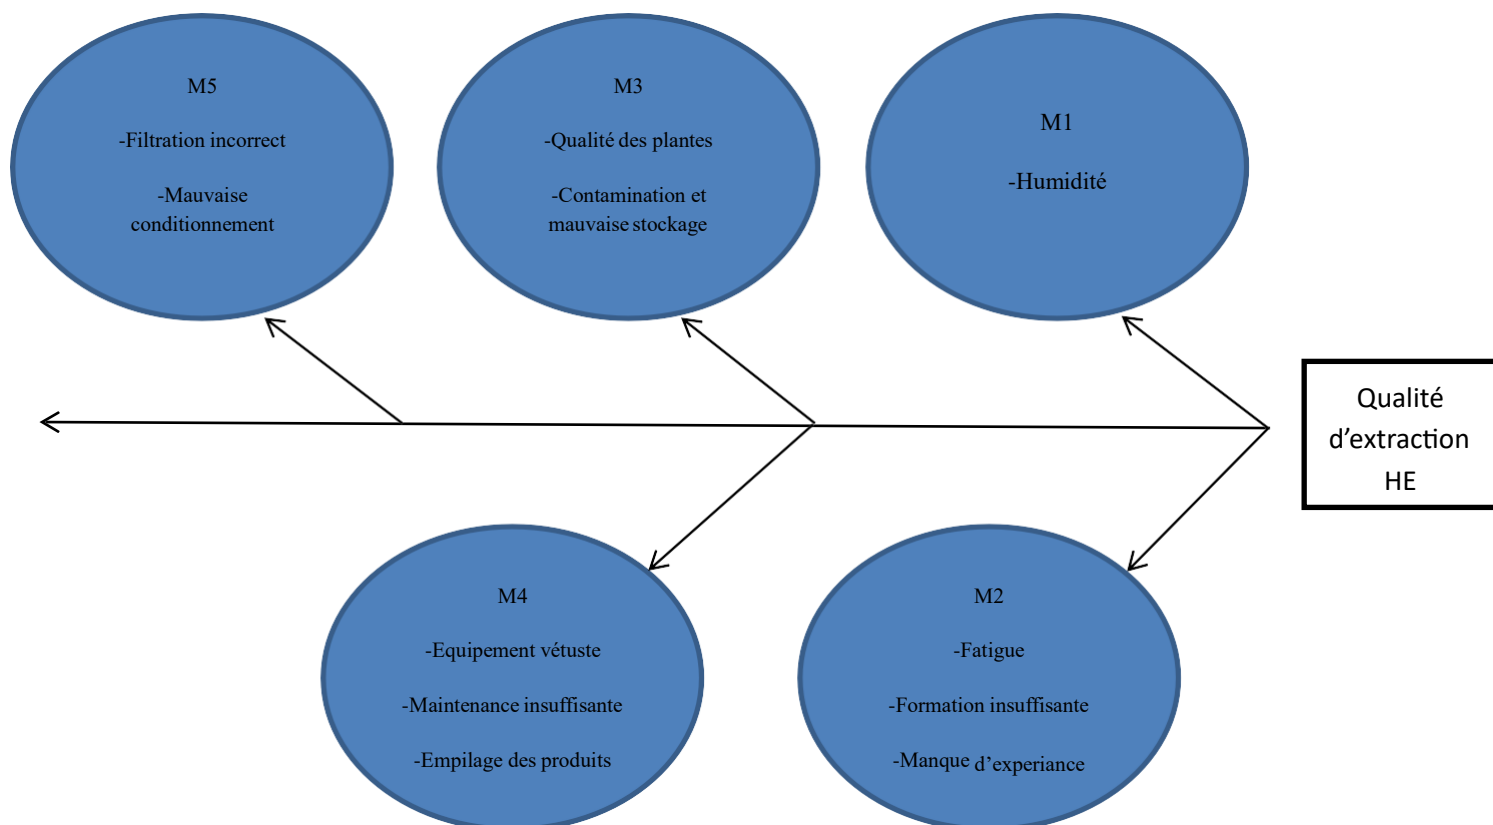 M5
-Filtration incorrect
-Mauvaise
conditionnement
M3
-Qualité des plantes
-Contamination et
mauvaise stockage
M1
-Humidité
Qualité
d’extraction
HE
M4
-Equipement vétuste
-Maintenance insuffisante
-Empilage des produits
M2
-Fatigue
-Formation insuffisante
-Manque d’experiance